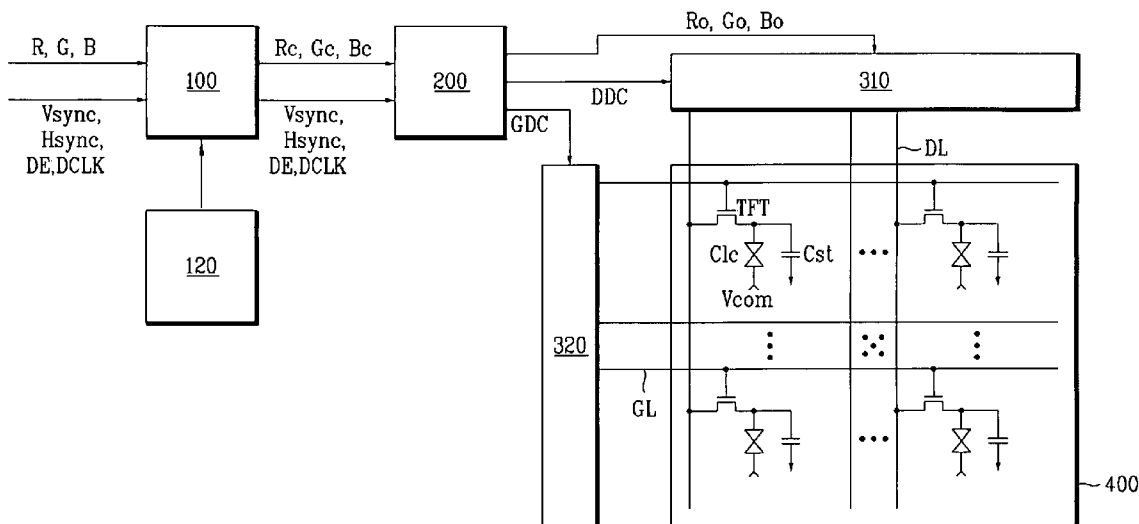 Ro, Go, Bo
R, G, B
Rc, Gc, Bc
100
200
310
DDC
Vsync,
Hsync,
DE,DCLK
Vsync,
Hsync,
DE,DCLK
GDC
DL
TFT
120
Clc
Cst
Vcom
320
GL
400